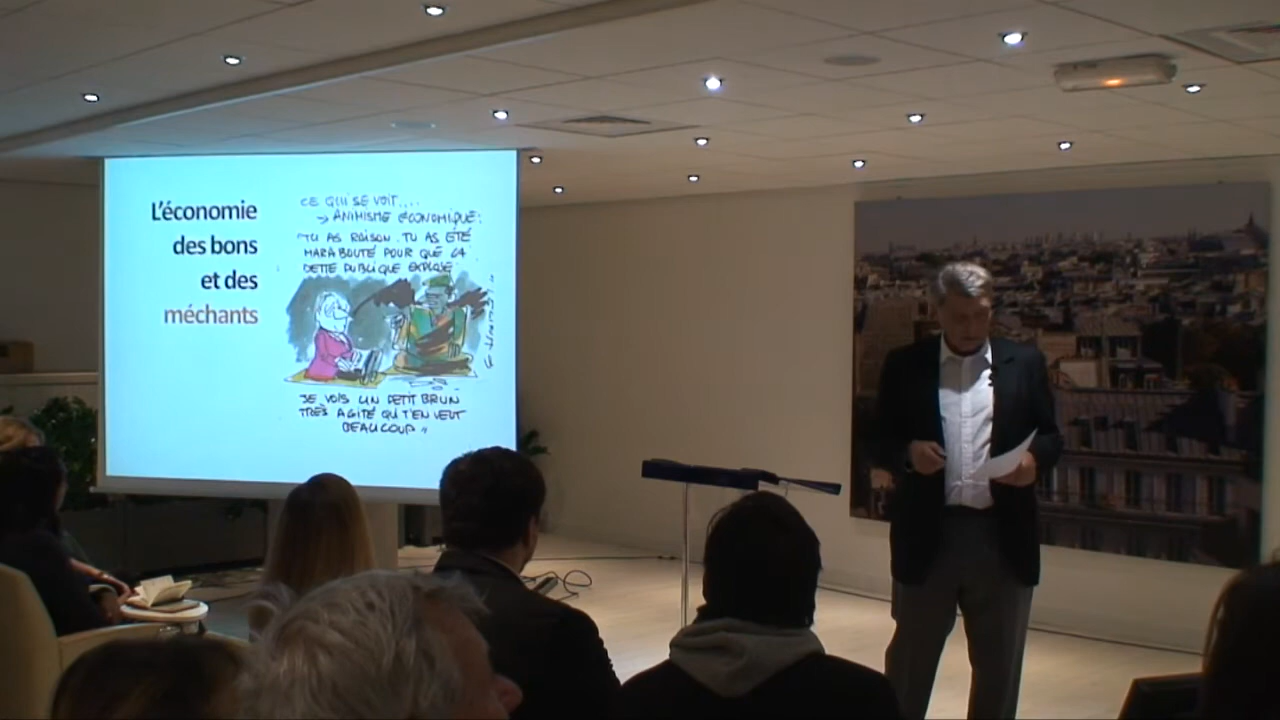 L'économie
des bons
et des
méchants
CE QUI SE VOIT....
→ ANIMISME ÉCONOMIQUE:
"TU AS RAISON. TU AS ÉTÉ
MARABOUTÉ POUR QUE LA
DETTE PUBLIQUE EXPLOSE
JE VOIS UN PETIT BRUN
TRÈS AGITÉ QUI T'EN VEUT
BEAUCOUP"